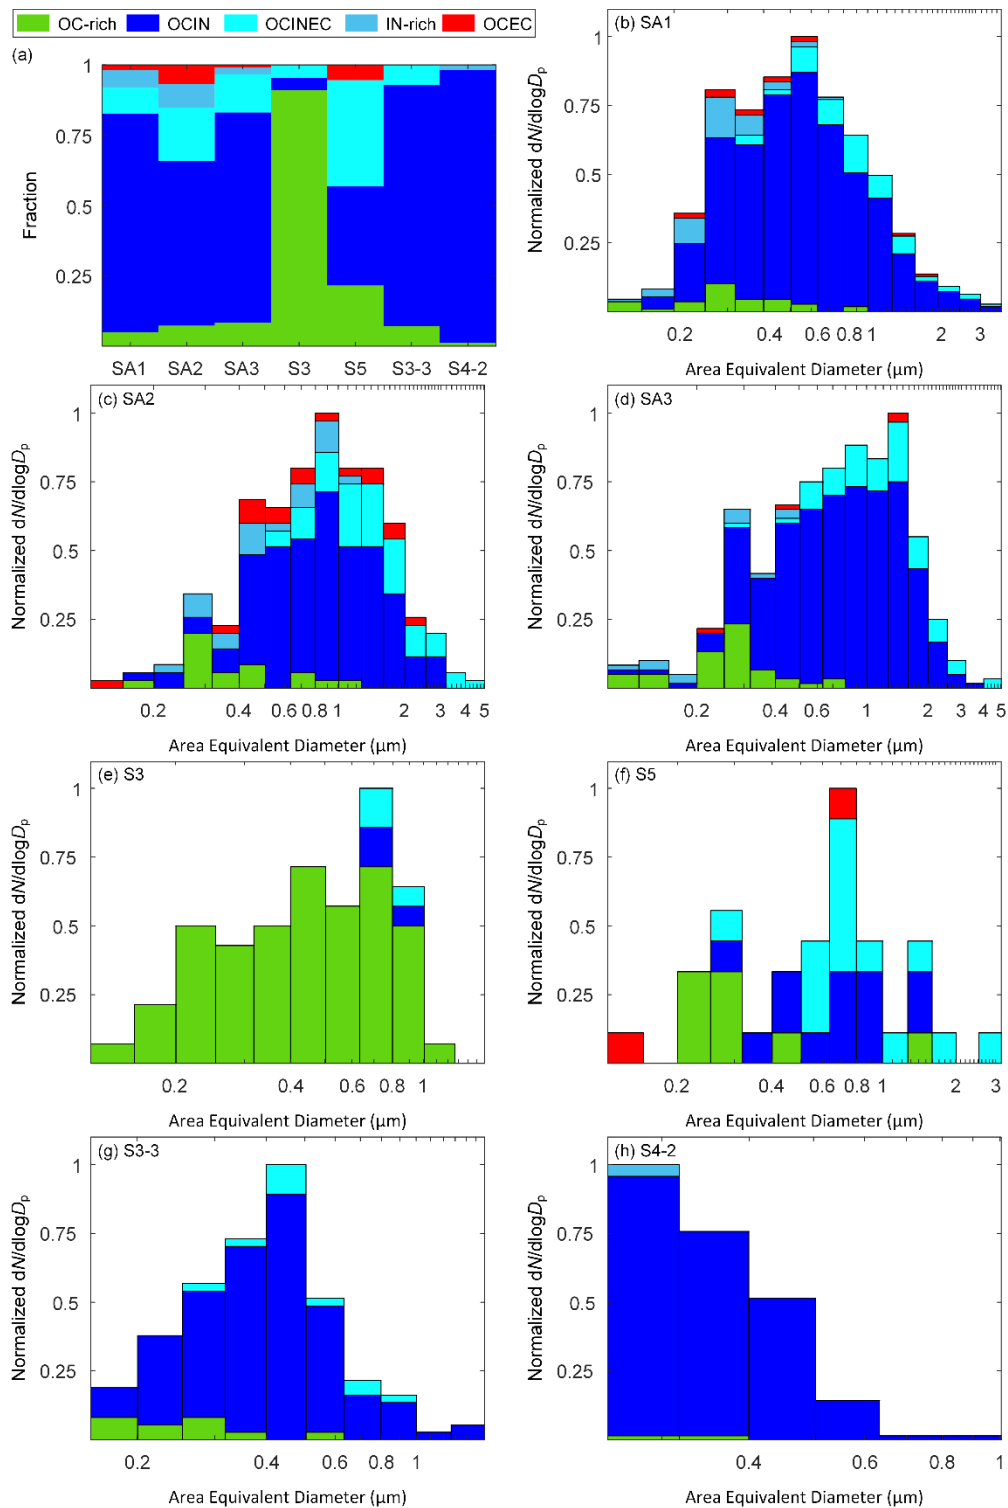 OC-rich OCIN OCINEC IN-rich OCEC
(a)
1
0.75
0.5
0.25
Fraction
SA1 SA2 SA3 S3 S5 S3-3 S4-2
(b) SA1
1
0.75
0.5
0.25
Normalized dN/dlogDp
0.2 0.4 0.6 1 2 3
Area Equivalent Diameter (µm)
(c) SA2
1
0.75
0.5
0.25
Normalized dN/dlogDp
0.2 0.4 0.6 0.8 1 2 3 4 5
Area Equivalent Diameter (µm)
(d) SA3
1
0.75
0.5
0.25
Normalized dN/dlogDp
0.2 0.4 0.6 1 2 3 4 5
Area Equivalent Diameter (µm)
(e) S3
1
0.75
0.5
0.25
Normalized dN/dlogDp
0.2 0.4 0.6 0.8 1
Area Equivalent Diameter (µm)
(f) S5
1
0.75
0.5
0.25
Normalized dN/dlogDp
0.2 0.4 0.6 0.8 1 2 3
Area Equivalent Diameter (µm)
(g) S3-3
1
0.75
0.5
0.25
Normalized dN/dlogDp
0.2 0.4 0.6 0.8 1
Area Equivalent Diameter (µm)
(h) S4-2
1
0.75
0.5
0.25
Normalized dN/dlogDp
0.4 0.6 0.8 1
Area Equivalent Diameter (µm)